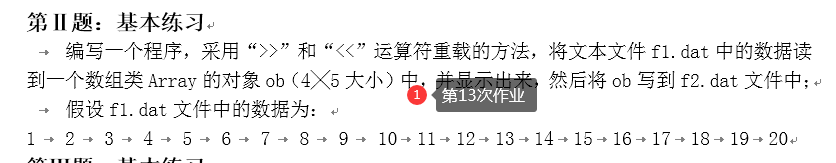 第Ⅱ题：基本练习
编写一个程序，采用“>>”和“<<”运算符重载的方法，将文本文件 f1.dat 中的数据读
到一个数组类 Array 的对象 ob（4╳5 大小）中，并显示出来，然后将 ob 写到 f2.dat 文件中；
1 第13次作业
假设 f1.dat 文件中的数据为：
1 → 2 → 3 → 4 → 5 → 6 → 7 → 8 → 9 → 10→11→12→13→14→15→16→17→18→19→20